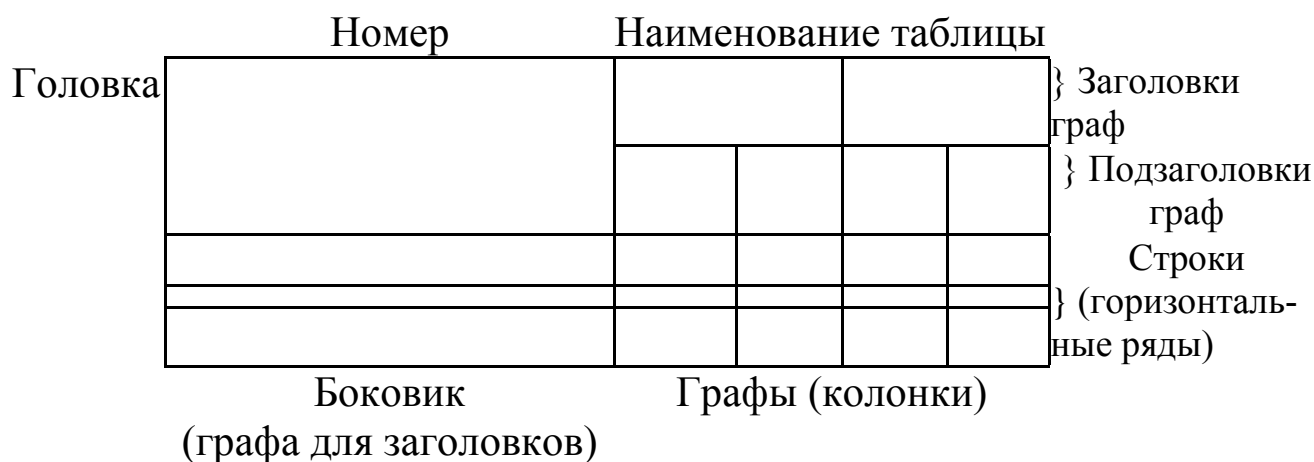 Номер Наименование таблицы
Головка
} Заголовки
граф
} Подзаголовки
граф
Строки
} (горизонталь-
ные ряды)
Боковик Графы (колонки)
(графа для заголовков)